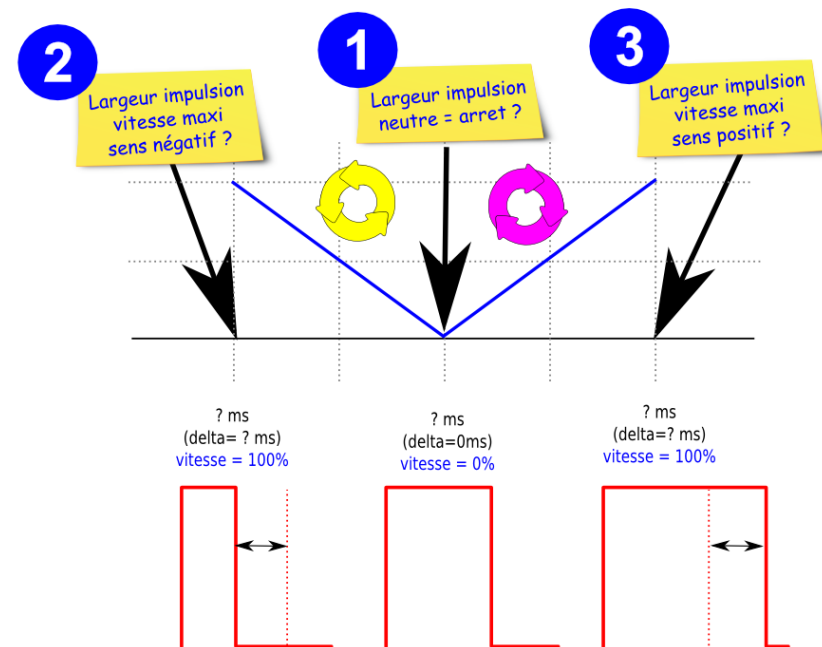 2
Largeur impulsion
vitesse maxi
sens négatif ?
1
Largeur impulsion
neutre = arret ?
3
Largeur impulsion
vitesse maxi
sens positif ?
? ms
(delta= ? ms)
vitesse = 100%
? ms
(delta=0ms)
vitesse = 0%
? ms
(delta=? ms)
vitesse = 100%